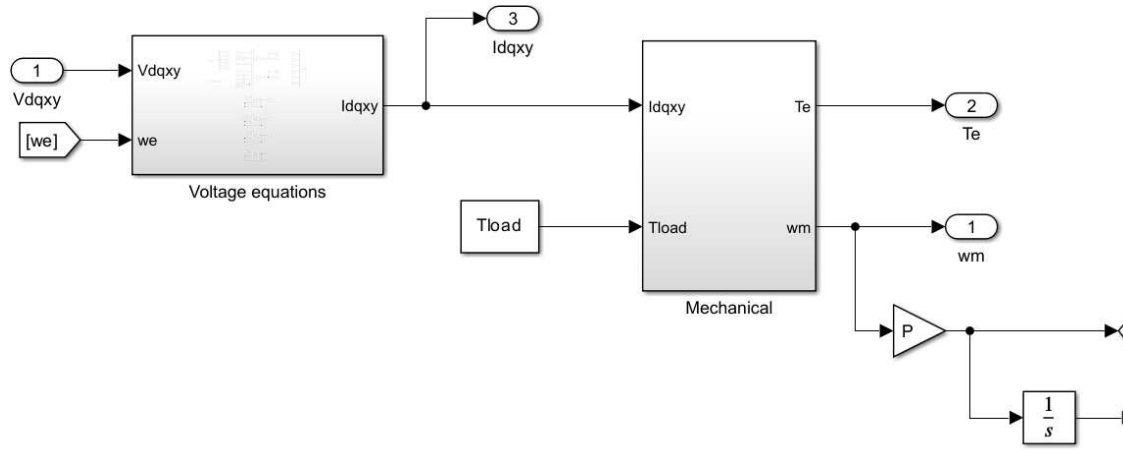 3
Idqxy
1
Vdqxy
Vdqxy
[we]
we
Idqxy
Voltage equations
Idqxy
Te
2
Te
Tload
Tload
wm
1
wm
Mechanical
P
1
s